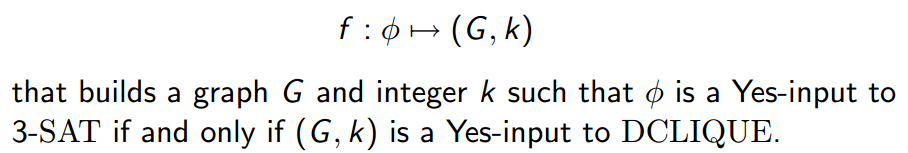 f : ϕ ↦ (G, k)
that builds a graph G and integer k such that ϕ is a Yes-input to
3-SAT if and only if (G, k) is a Yes-input to DCLIQUE.